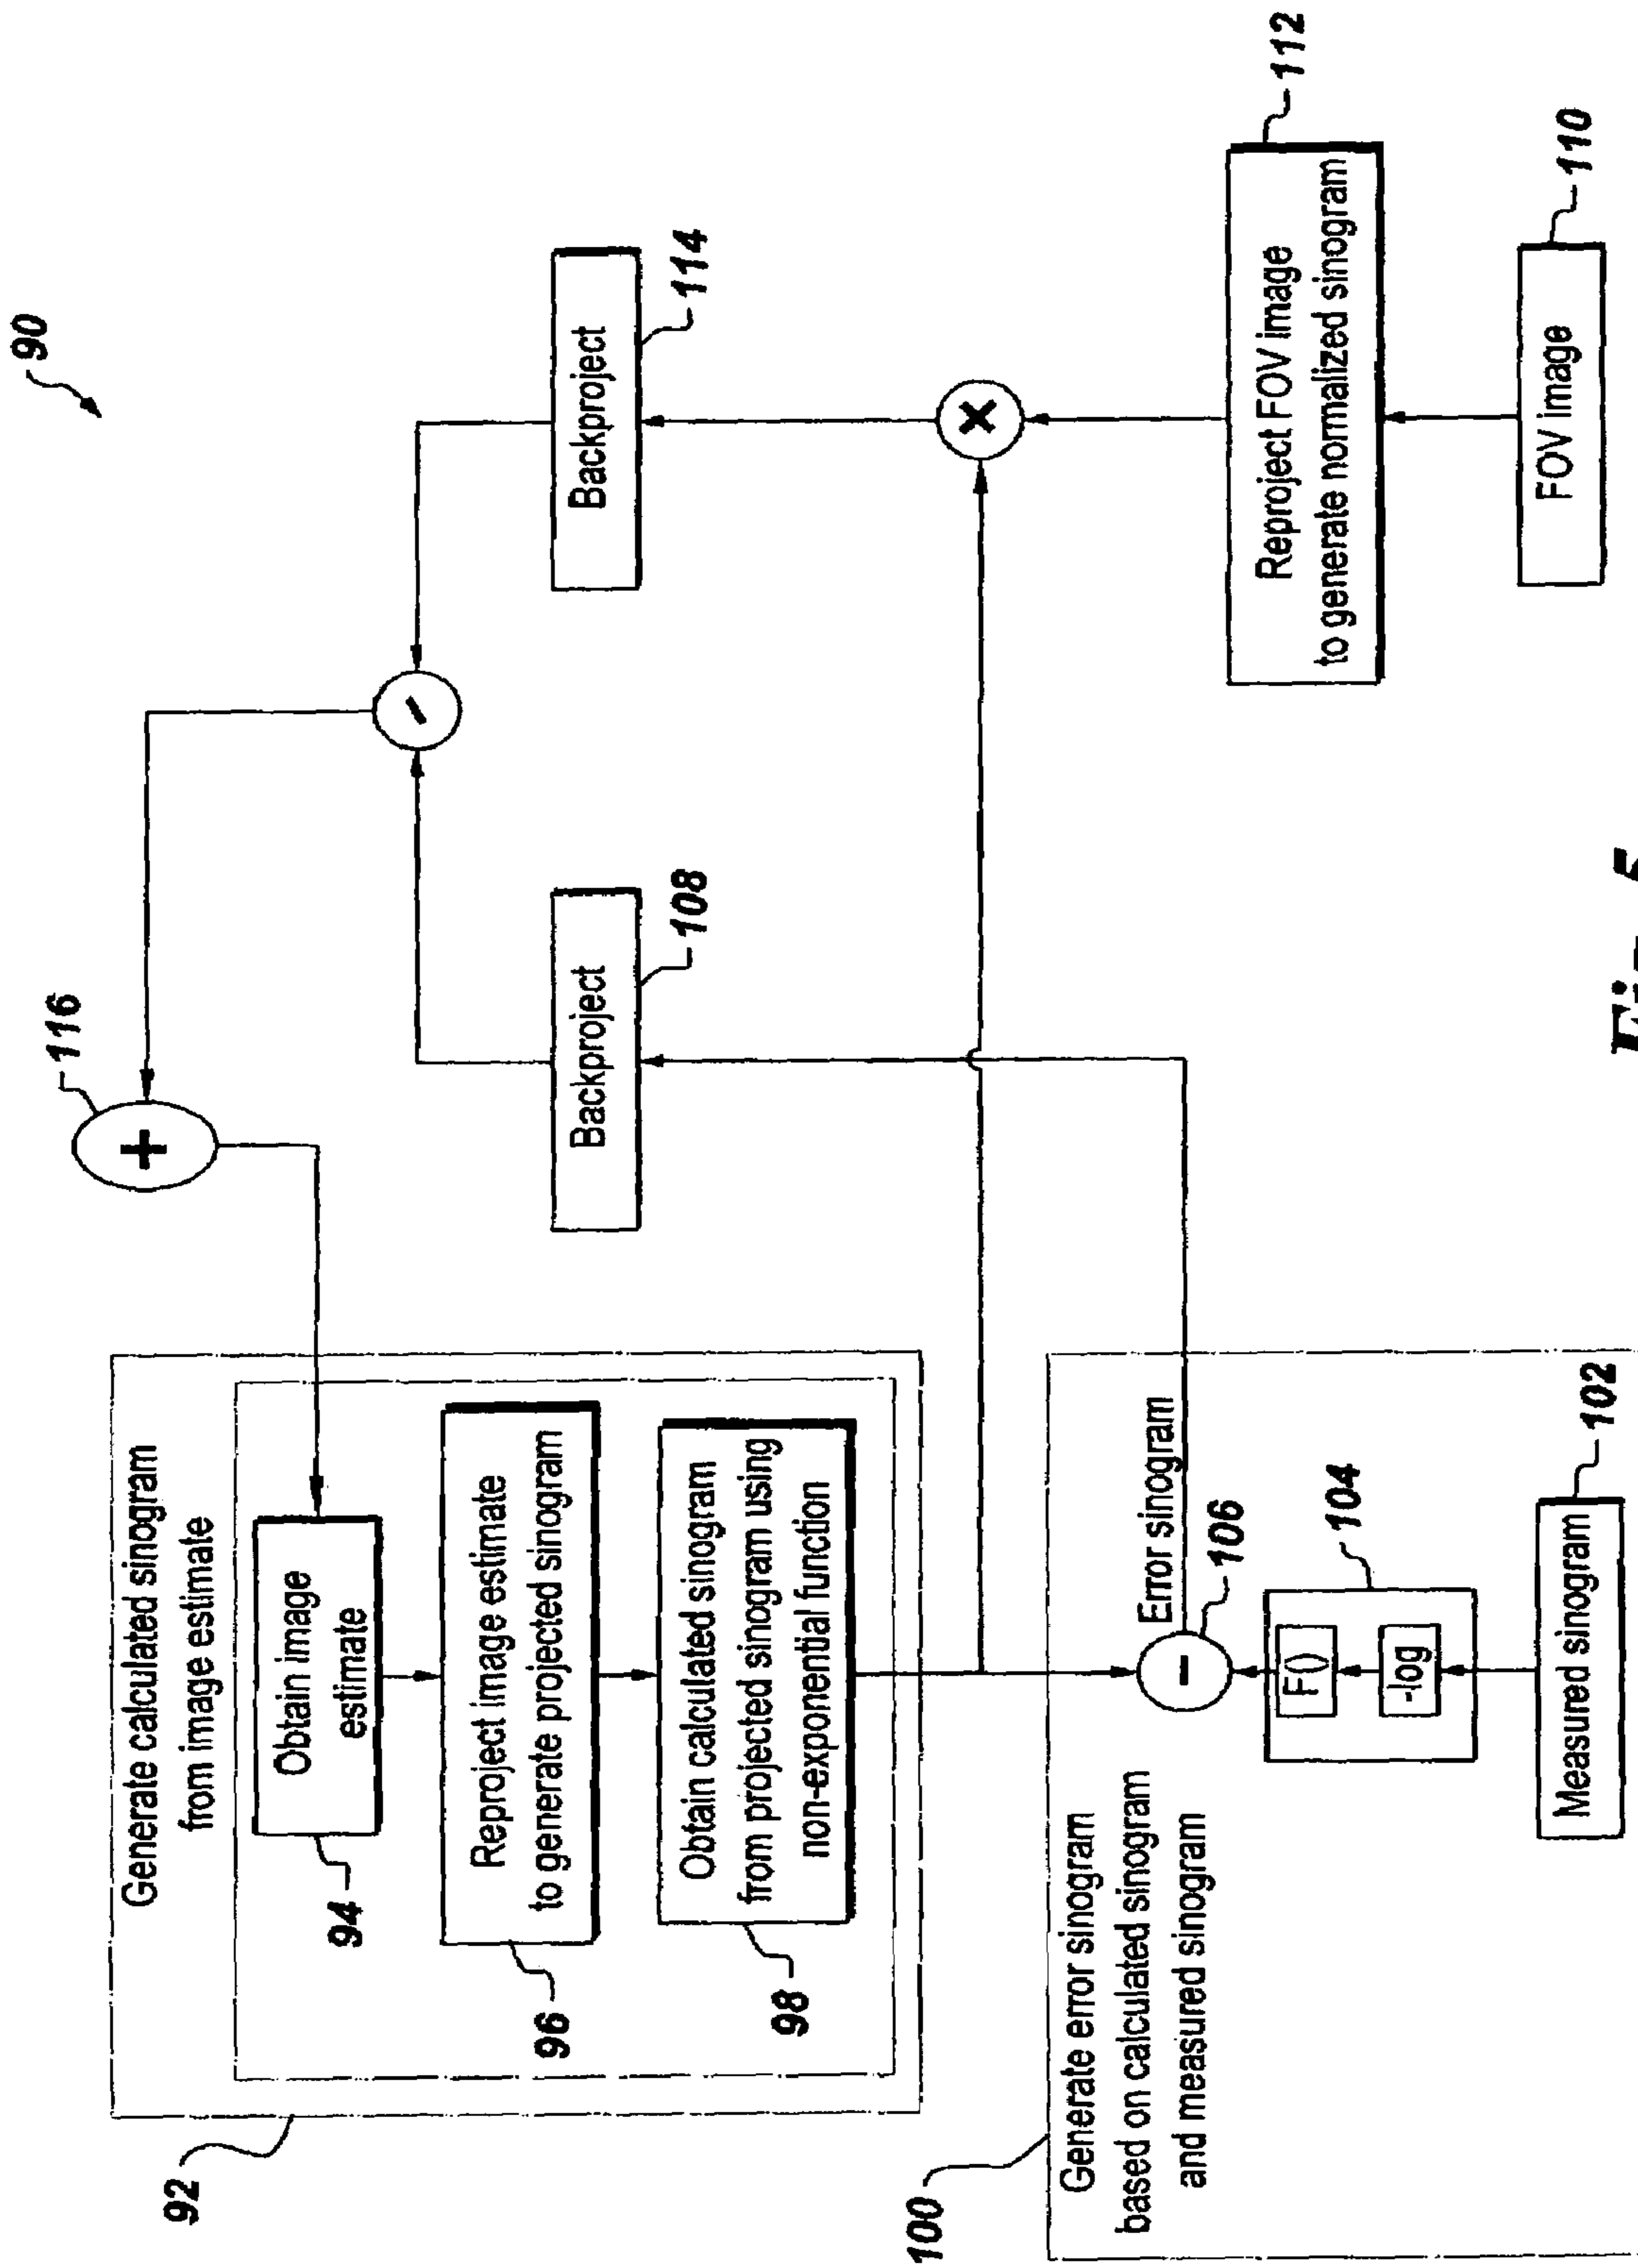 90
116
Generate calculated sinogram
from image estimate
92
Obtain image
estimate
94
Reproject image estimate
to generate projected sinogram
96
Obtain calculated sinogram
from projected sinogram using
non-exponential function
98
Backproject
108
Backproject
114
/
+
X
Generate error sinogram
based on calculated sinogram
and measured sinogram
100
Error sinogram
-
106
F()
-log
104
Measured sinogram
102
Reproject FOV image
to generate normalized sinogram
112
FOV image
110
Fig. 5